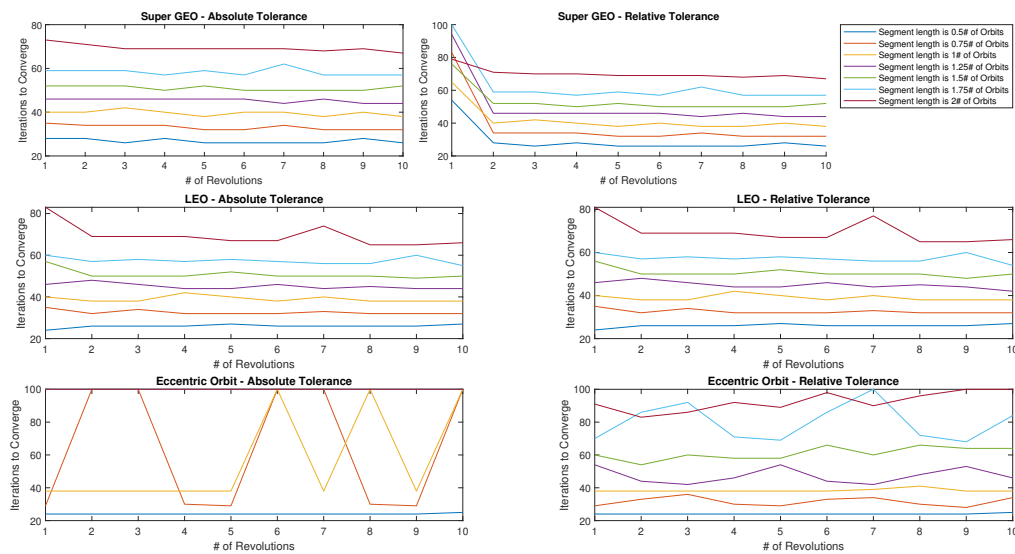 Super GEO - Absolute Tolerance
Iterations to Converge
80
60
40
20
1 2 3 4 5 6 7 8 9 10
# of Revolutions
Super GEO - Relative Tolerance
Iterations to Converge
100
80
60
40
20
1 2 3 4 5 6 7 8 9 10
# of Revolutions
Segment length is 0.5# of Orbits
Segment length is 0.75# of Orbits
Segment length is 1# of Orbits
Segment length is 1.25# of Orbits
Segment length is 1.5# of Orbits
Segment length is 1.75# of Orbits
Segment length is 2# of Orbits
LEO - Absolute Tolerance
Iterations to Converge
80
60
40
20
1 2 3 4 5 6 7 8 9 10
# of Revolutions
LEO - Relative Tolerance
Iterations to Converge
80
60
40
20
1 2 3 4 5 6 7 8 9 10
# of Revolutions
Eccentric Orbit - Absolute Tolerance
Iterations to Converge
100
80
60
40
20
1 2 3 4 5 6 7 8 9 10
# of Revolutions
Eccentric Orbit - Relative Tolerance
Iterations to Converge
100
80
60
40
20
1 2 3 4 5 6 7 8 9 10
# of Revolutions